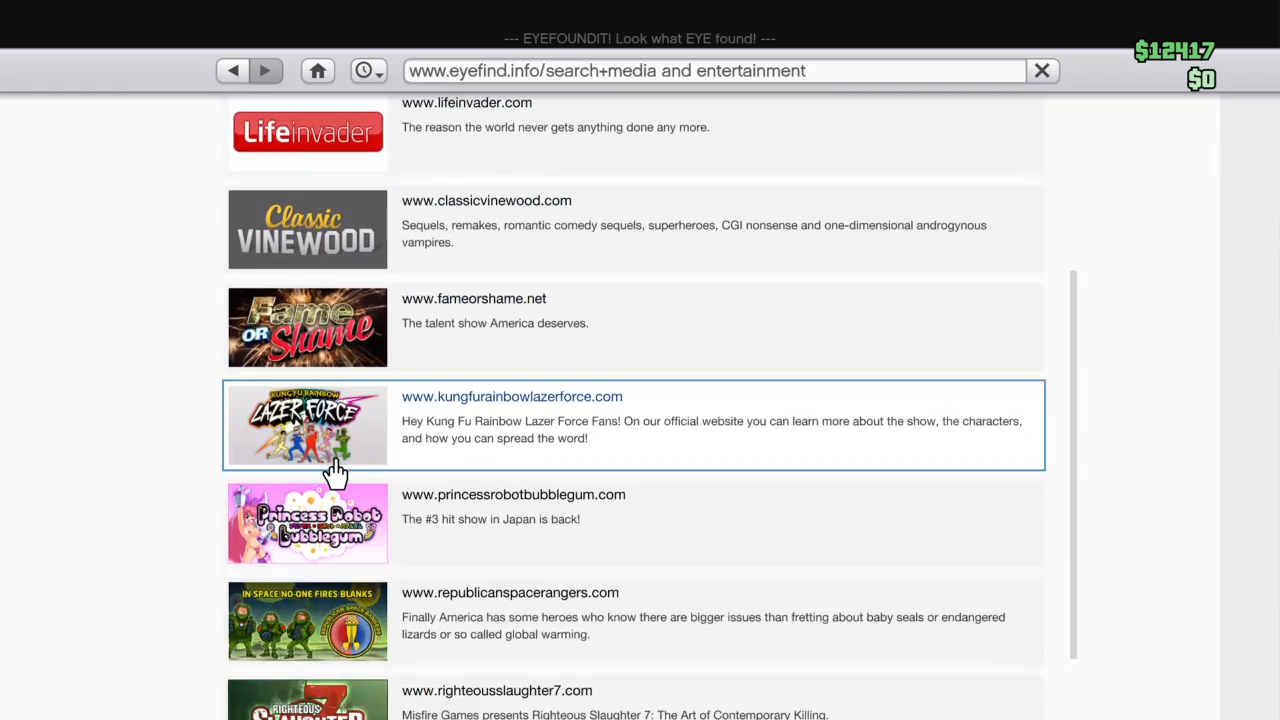 --- EYEFOUNDIT! Look what EYE found! ---
$12417
$0
www.eyefind.info/search+media and entertainment
Lifeinvader
www.lifeinvader.com
The reason the world never gets anything done any more.
Classic
VINEWOOD
www.classicvinewood.com
Sequels, remakes, romantic comedy sequels, superheroes, CGI nonsense and one-dimensional androgynous
vampires.
Fame
OR Shame
www.fameorshame.net
The talent show America deserves.
KUNG FU RAINBOW
LAZER FORCE
www.kungfurainbowlazerforce.com
Hey Kung Fu Rainbow Lazer Force Fans! On our official website you can learn more about the show, the characters,
and how you can spread the word!
Princess Robot
Bubblegum
www.princessrobotbubblegum.com
The #3 hit show in Japan is back!
IN SPACE NO-ONE FIRES BLANKS
www.republicanspacerangers.com
Finally America has some heroes who know there are bigger issues than fretting about baby seals or endangered
lizards or so called global warming.
RIGHTEOUS
SLAUGHTER 7
www.righteousslaughter7.com
Misfire Games presents Righteous Slaughter 7: The Art of Contemporary Killing.